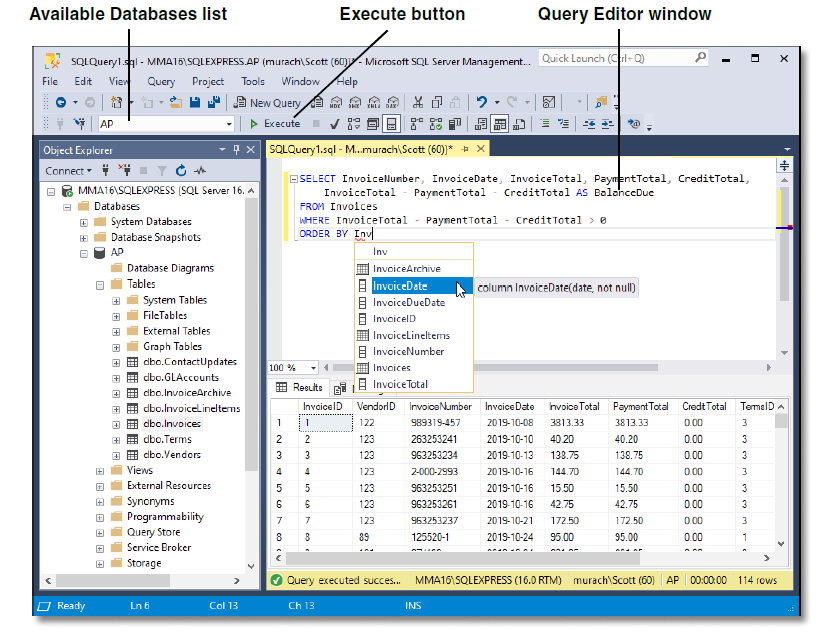 Available Databases list
Execute button
Query Editor window
SQLQuery1.sql - MMA16\SQLEXPRESS.AP (murach\Scott (60))* - Microsoft SQL Server Management...
Quick Launch (Ctrl+Q)
File Edit View Query Project Tools Window Help
New Query
AP
Execute
Object Explorer
SQLQuery1.sql - M...murach\Scott (60))*
Connect
MMA16\SQLEXPRESS (SQL Server 16.
Databases
System Databases
Database Snapshots
AP
Database Diagrams
Tables
System Tables
FileTables
External Tables
Graph Tables
dbo.ContactUpdates
dbo.GLAccounts
dbo.InvoiceArchive
dbo.InvoiceLineItems
dbo.Invoices
dbo.Terms
dbo.Vendors
Views
External Resources
Synonyms
Programmability
Query Store
Service Broker
Storage
SELECT InvoiceNumber, InvoiceDate, InvoiceTotal, PaymentTotal, CreditTotal,
InvoiceTotal - PaymentTotal - CreditTotal AS BalanceDue
FROM Invoices
WHERE InvoiceTotal - PaymentTotal - CreditTotal > 0
ORDER BY Inv
Inv
InvoiceArchive
InvoiceDate
column InvoiceDate(date, not null)
InvoiceDueDate
InvoiceID
InvoiceLineItems
InvoiceNumber
Invoices
InvoiceTotal
100 %
Results
InvoiceID VendorID InvoiceNumber InvoiceDate InvoiceTotal PaymentTotal CreditTotal TermsID
1 1 122 989319-457 2019-10-08 3813.33 3813.33 0.00 3
2 2 123 263253241 2019-10-10 40.20 40.20 0.00 3
3 3 123 963253234 2019-10-13 138.75 138.75 0.00 3
4 4 123 2-000-2993 2019-10-16 144.70 144.70 0.00 3
5 5 123 963253251 2019-10-16 15.50 15.50 0.00 3
6 6 123 963253261 2019-10-16 42.75 42.75 0.00 3
7 7 123 963253237 2019-10-21 172.50 172.50 0.00 3
8 8 89 125520-1 2019-10-24 95.00 95.00 0.00 1
Query executed succes... MMA16\SQLEXPRESS (16.0 RTM) murach\Scott (60) AP 00:00:00 114 rows
Ready Ln 6 Col 13 Ch 13 INS